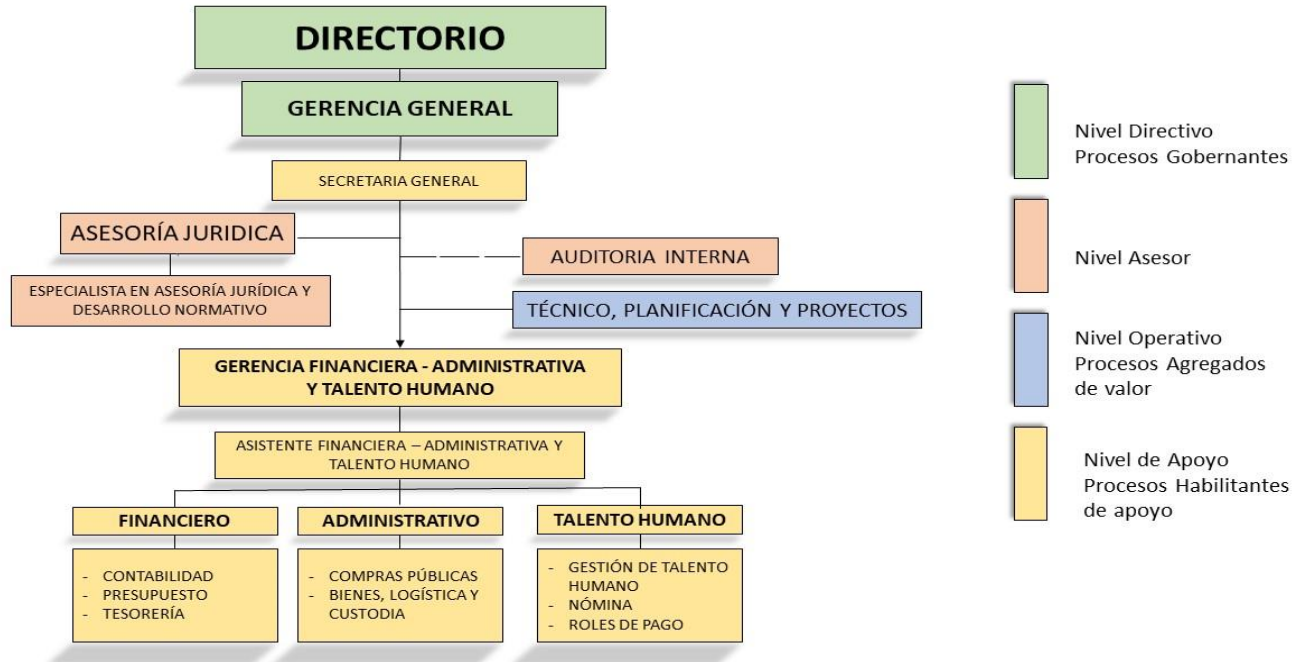 DIRECTORIO
GERENCIA GENERAL
SECRETARIA GENERAL
ASESORÍA JURIDICA
AUDITORIA INTERNA
ESPECIALISTA EN ASESORÍA JURÍDICA Y
DESARROLLO NORMATIVO
TÉCNICO, PLANIFICACIÓN Y PROYECTOS
GERENCIA FINANCIERA - ADMINISTRATIVA
Y TALENTO HUMANO
ASISTENTE FINANCIERA – ADMINISTRATIVA Y
TALENTO HUMANO
FINANCIERO
- CONTABILIDAD
- PRESUPUESTO
- TESORERÍA
ADMINISTRATIVO
- COMPRAS PÚBLICAS
- BIENES, LOGÍSTICA Y
CUSTODIA
TALENTO HUMANO
- GESTIÓN DE TALENTO
HUMANO
- NÓMINA
- ROLES DE PAGO
Nivel Directivo
Procesos Gobernantes
Nivel Asesor
Nivel Operativo
Procesos Agregados
de valor
Nivel de Apoyo
Procesos Habilitantes
de apoyo